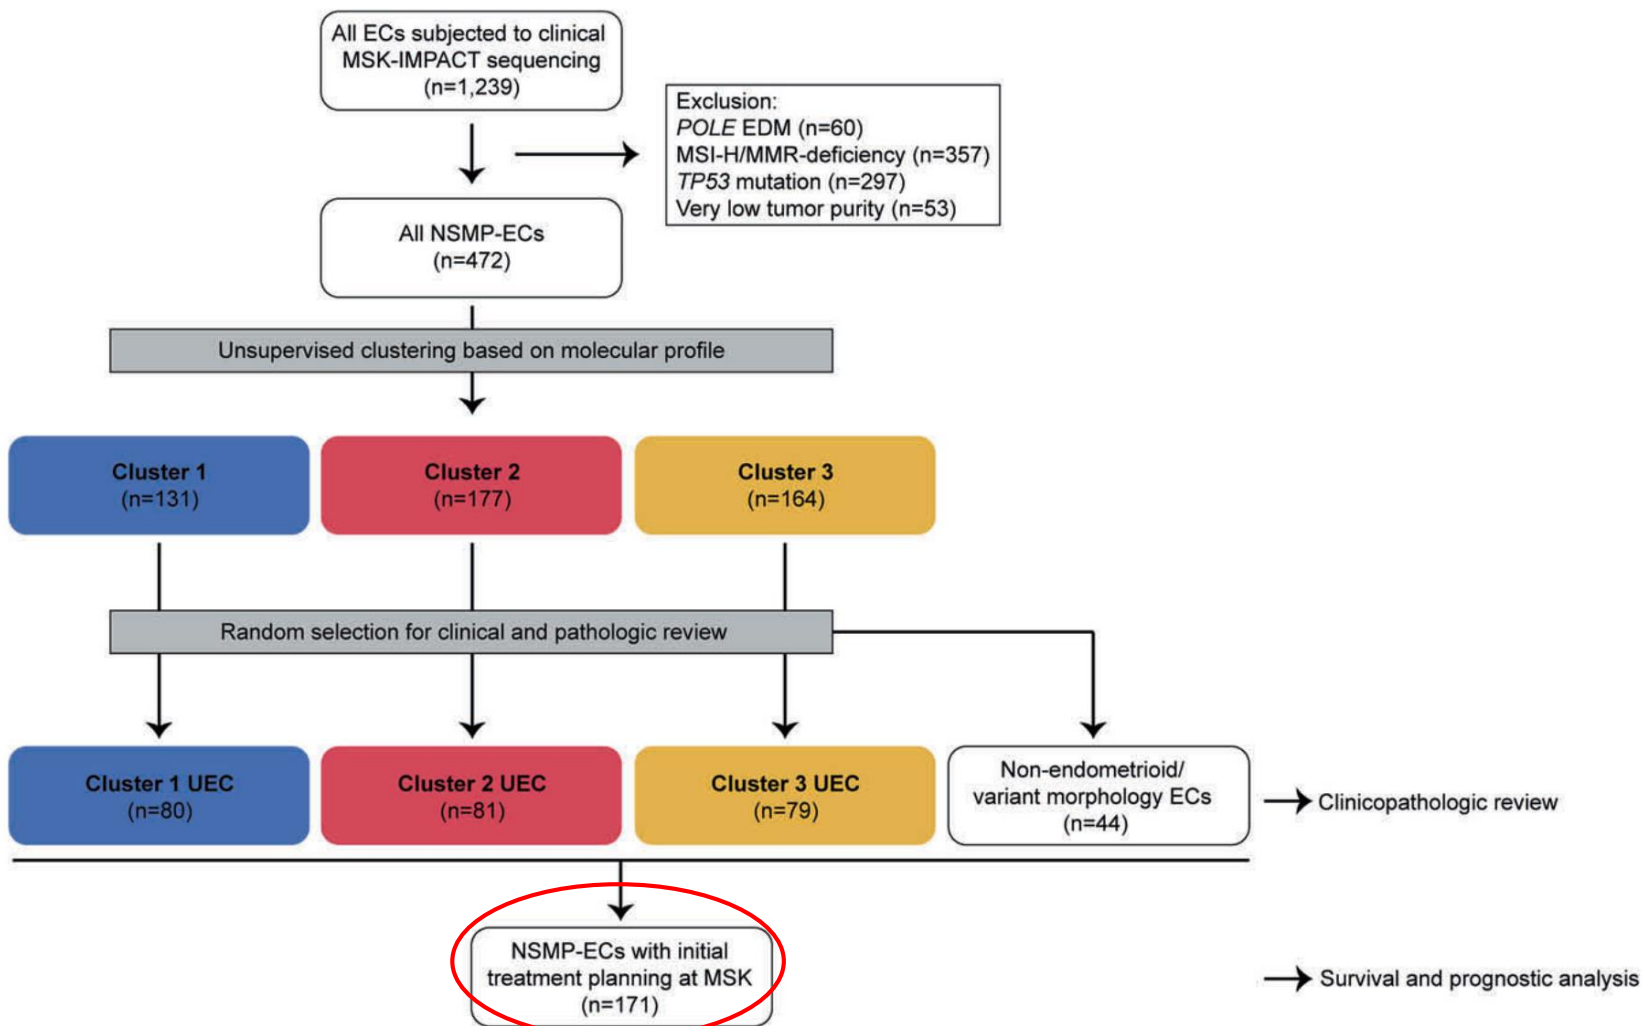 All ECs subjected to clinical
MSK-IMPACT sequencing
(n=1,239)
Exclusion:
POLE EDM (n=60)
MSI-H/MMR-deficiency (n=357)
TP53 mutation (n=297)
Very low tumor purity (n=53)
All NSMP-ECs
(n=472)
Unsupervised clustering based on molecular profile
Cluster 1
(n=131)
Cluster 2
(n=177)
Cluster 3
(n=164)
Random selection for clinical and pathologic review
Cluster 1 UEC
(n=80)
Cluster 2 UEC
(n=81)
Cluster 3 UEC
(n=79)
Non-endometrioid/
variant morphology ECs
(n=44)
Clinicopathologic review
NSMP-ECs with initial
treatment planning at MSK
(n=171)
Survival and prognostic analysis